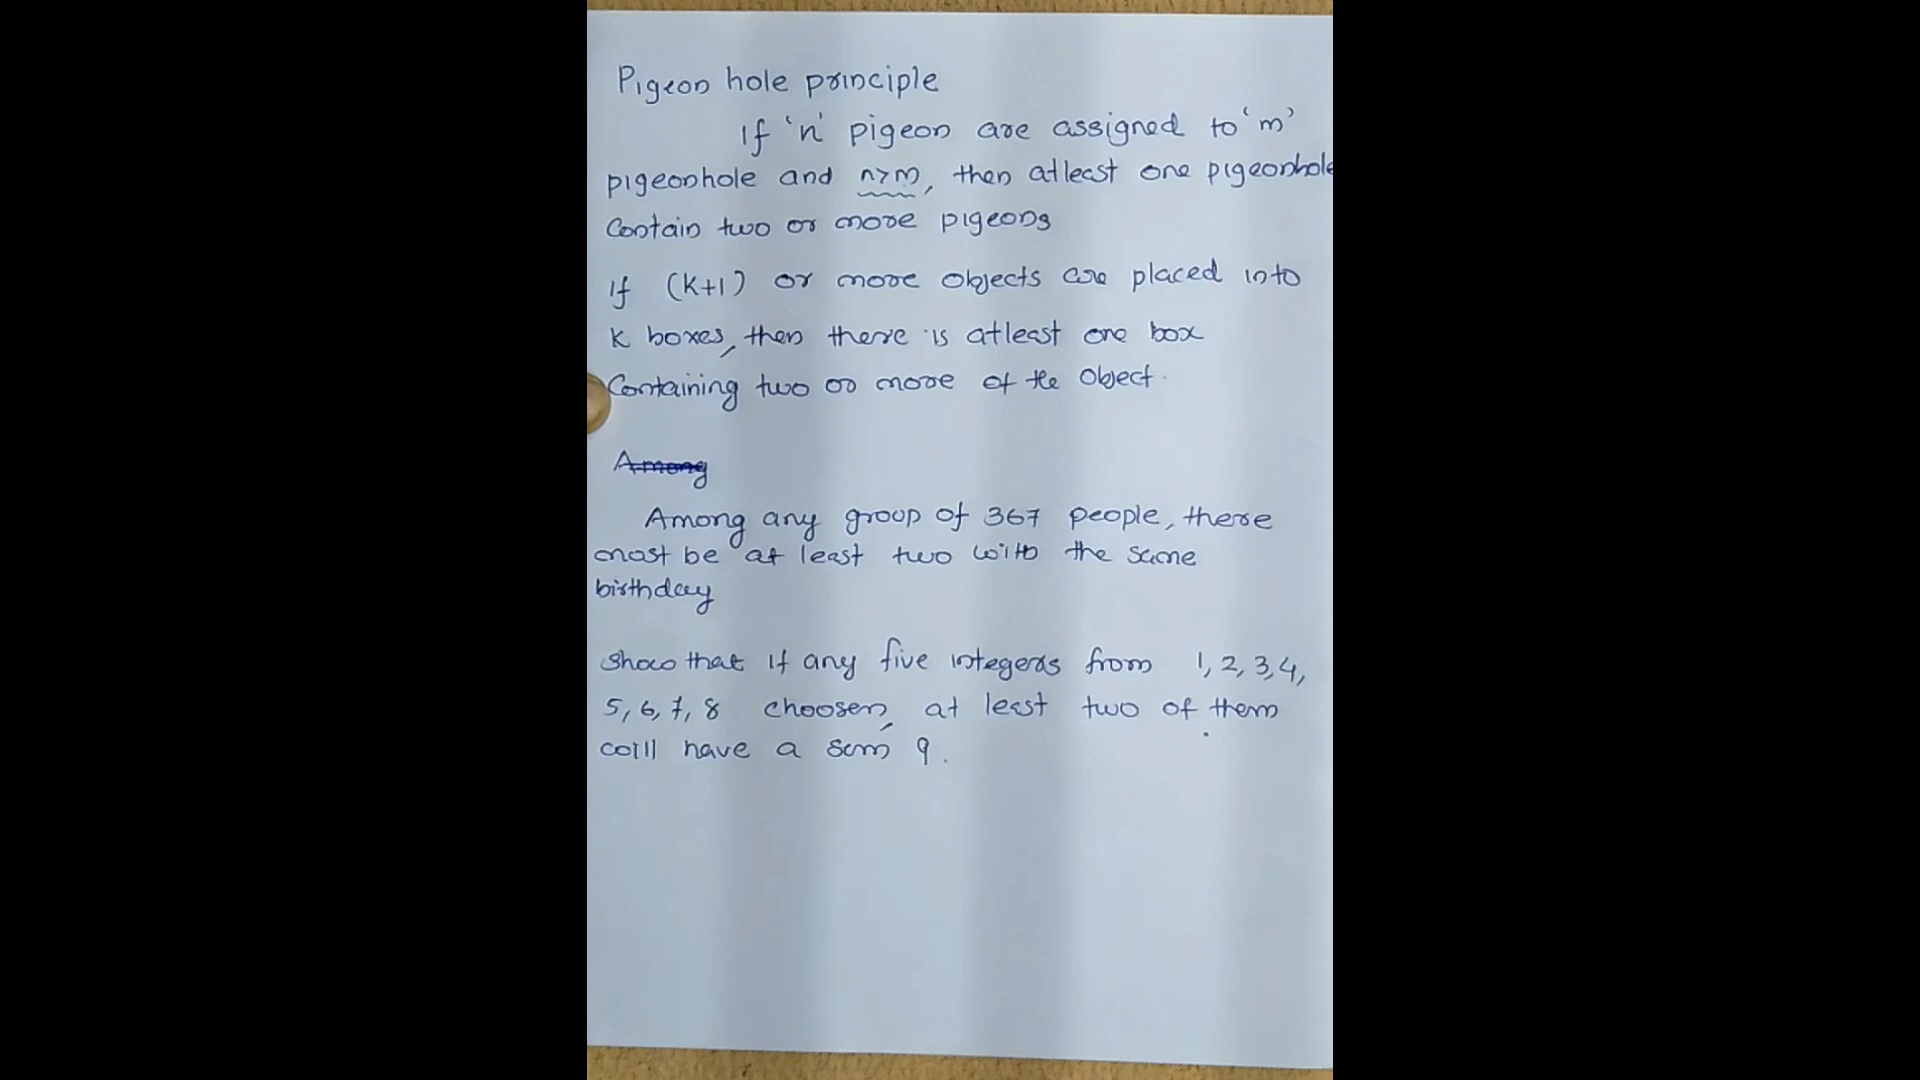 Pigeon hole principle
If 'n' pigeon are assigned to 'm'
pigeonhole and n>m, then atleast one pigeonhole
Contain two or more pigeons
If (K+1) or more objects are placed into
K boxes, then there is atleast one box
Containing two or more of the Object.
Among
Among any group of 367 people, there
must be at least two with the same
birthday
Show that if any five integers from 1, 2, 3, 4,
5, 6, 7, 8 choosen, at least two of them
will have a sum 9.